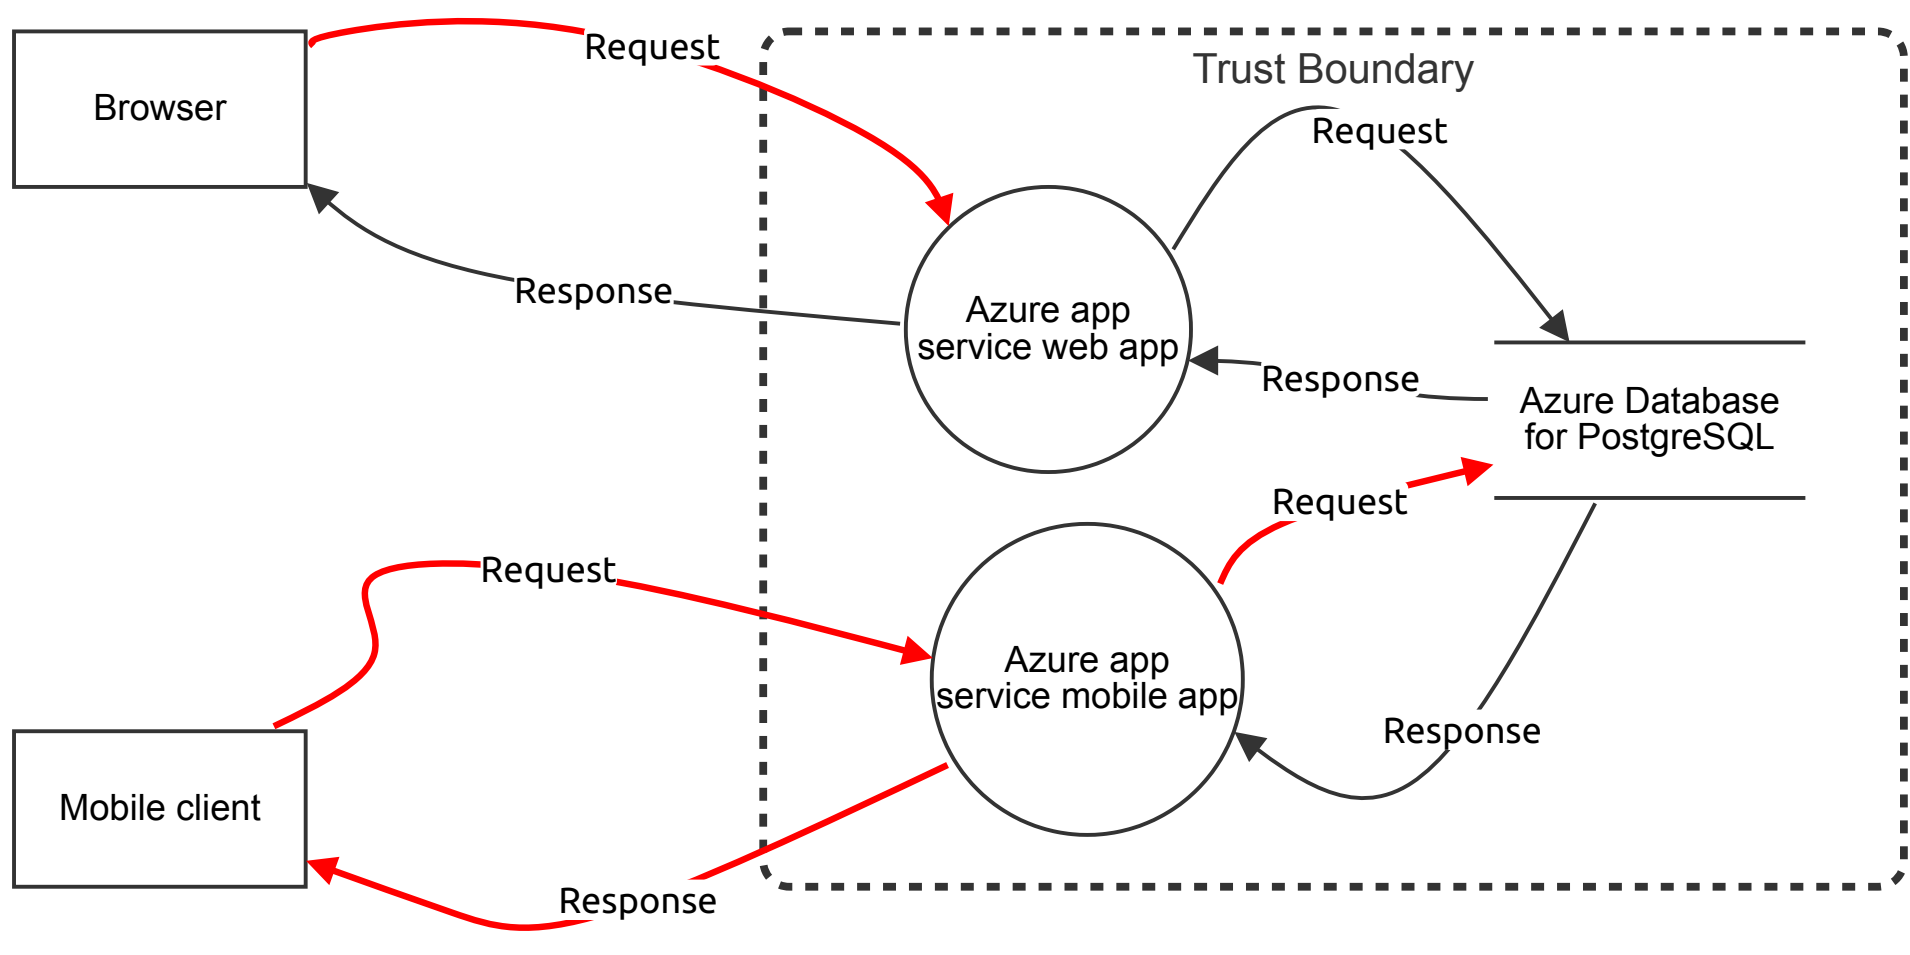 Request
Trust Boundary
Browser
Request
Response
Azure app
service web app
Response
Azure Database
for PostgreSQL
Request
Request
Azure app
service mobile app
Response
Mobile client
Response